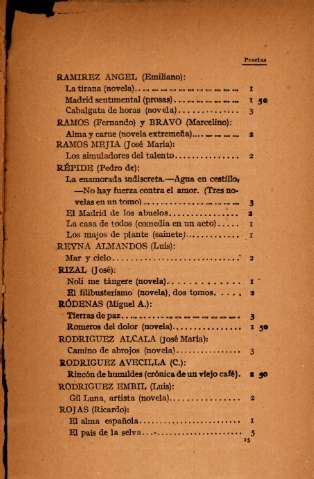 Pesetas
RAMIREZ ANGEL (Emiliano):
La tirana (novela)........................ 1
Madrid sentimental (prosas)................ 1 50
Cabalgata de horas (novela)................ 3
RAMOS (Fernando) y BRAVO (Marcelino):
Alma y carne (novela extremeña)............ 2
RAMOS MEJIA (José María):
Los simuladores del talento................ 2
RÉPIDE (Pedro de):
La enamorada indiscreta.—Agua en cestillo,
—No hay fuerza contra el amor. (Tres no-
velas en un tomo)........................ 3
El Madrid de los abuelos................ 2
La casa de todos (comedia en un acto)..... 1
Los majos de plante (sainete)............. 1
REYNA ALMANDOS (Luis):
Mar y cielo............................. 2
RIZAL (José):
Noli me tángere (novela)................. 1
El filibusterismo (novela), dos tomos..... 2
RÓDENAS (Miguel A.):
Tierras de paz........................... 3
Romeros del dolor (novela)............... 1 50
RODRIGUEZ ALCALA (José María):
Camino de abrojos (novela)............... 3
RODRIGUEZ AVECILLA (C.):
Rincón de humildes (crónica de un viejo café). 2 50
RODRIGUEZ EMBIL (Luis):
Gil Luna, artista (novela)............... 2
ROJAS (Ricardo):
El alma española......................... 1
El país de la selva...................... 5
15